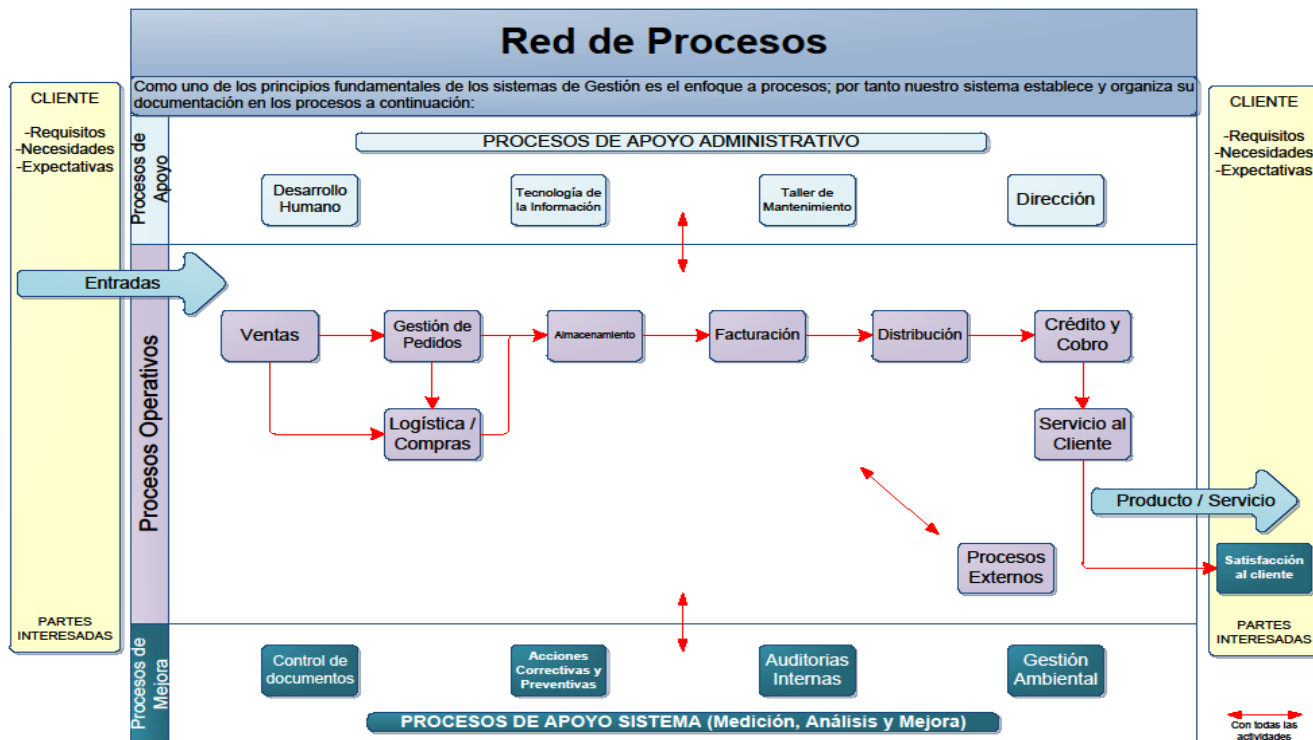 Red de Procesos
Como uno de los principios fundamentales de los sistemas de Gestión es el enfoque a procesos; por tanto nuestro sistema establece y organiza su
documentación en los procesos a continuación:
CLIENTE
-Requisitos
-Necesidades
-Expectativas
PARTES
INTERESADAS
Entradas
Procesos de
Apoyo
PROCESOS DE APOYO ADMINISTRATIVO
Desarrollo
Humano
Tecnología de
la Información
Taller de
Mantenimiento
Dirección
Procesos Operativos
Ventas
Gestión de
Pedidos
Almacenamiento
Facturación
Distribución
Crédito y
Cobro
Logística /
Compras
Servicio al
Cliente
Procesos
Externos
Procesos de
Mejora
Control de
documentos
Acciones
Correctivas y
Preventivas
Auditorias
Internas
Gestión
Ambiental
PROCESOS DE APOYO SISTEMA (Medición, Análisis y Mejora)
CLIENTE
-Requisitos
-Necesidades
-Expectativas
Producto / Servicio
Satisfacción
al cliente
PARTES
INTERESADAS
Con todas las
actividades